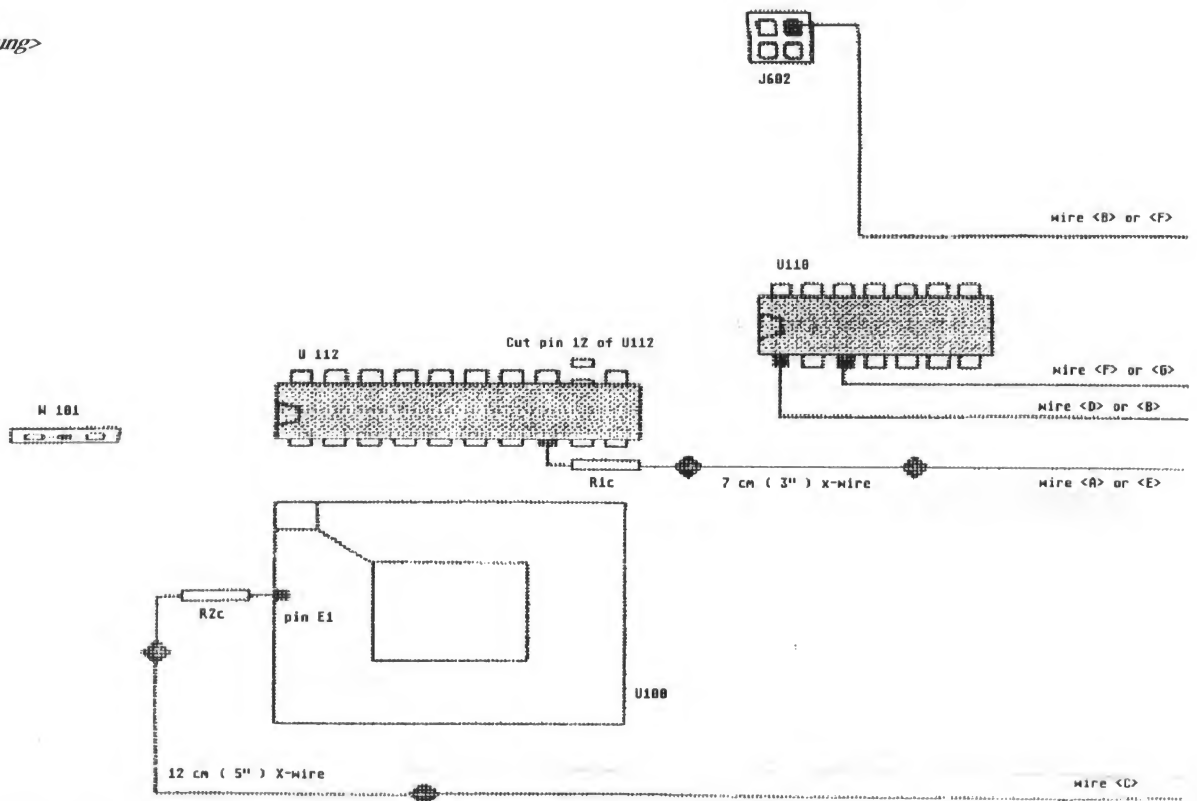 ung>
J602
wire <B> or <F>
U110
U 112
Cut pin 12 of U112
wire <F> or <G>
W 101
wire <D> or <B>
R1c
7 cm ( 3" ) X-wire
wire <A> or <E>
R2c
pin E1
U100
12 cm ( 5" ) X-wire
wire <C>